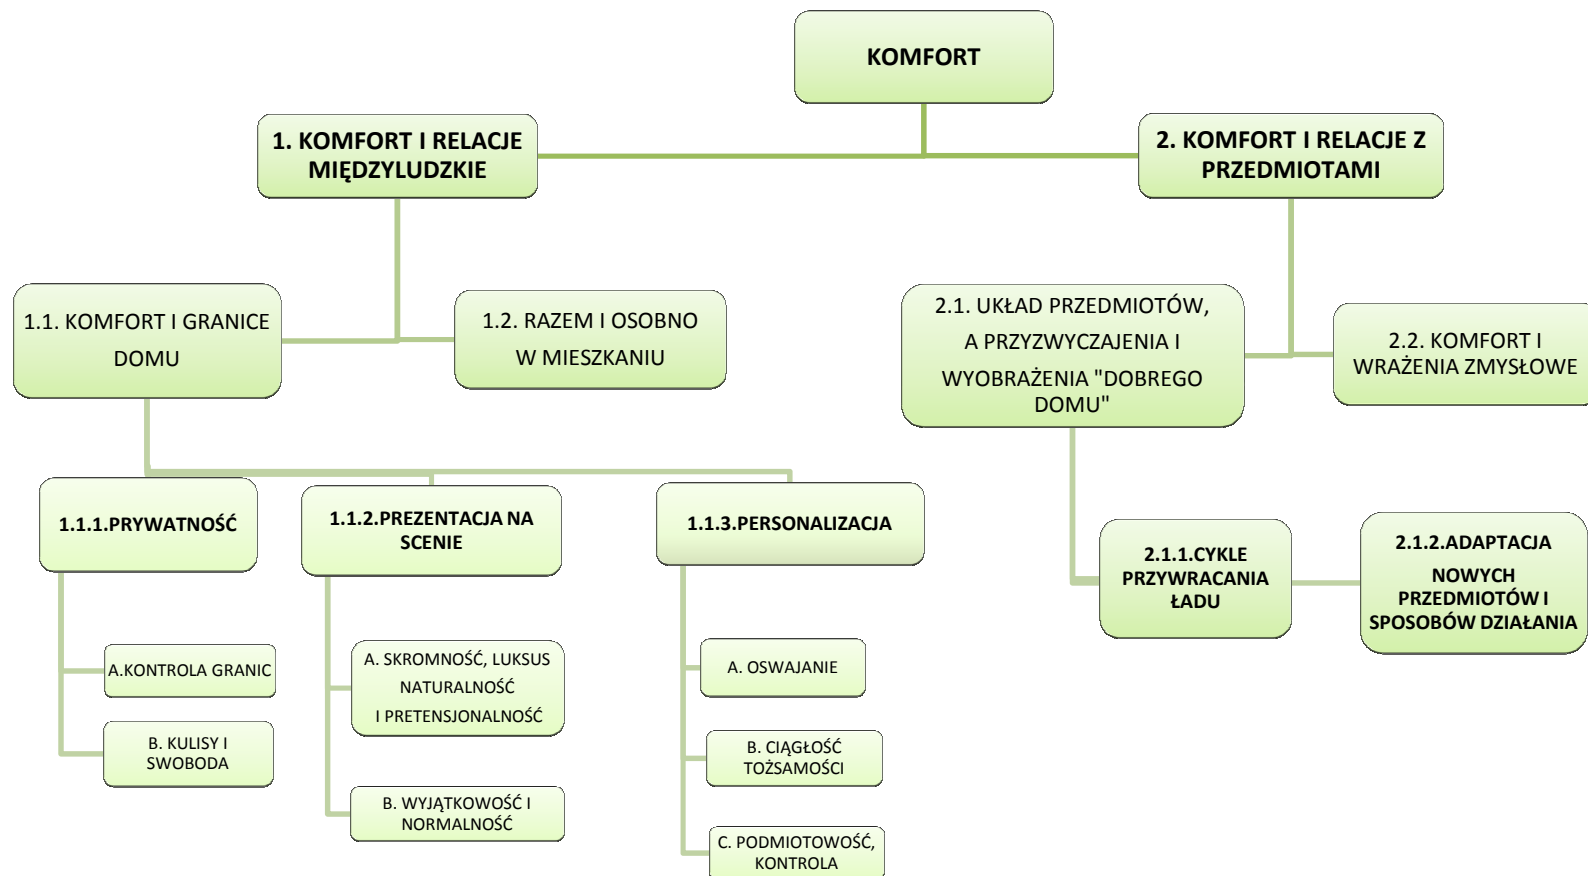 KOMFORT
1. KOMFORT I RELACJE
MIĘDZYLUDZKIE
2. KOMFORT I RELACJE Z
PRZEDMIOTAMI
1.1. KOMFORT I GRANICE
DOMU
1.2. RAZEM I OSOBNO
W MIESZKANIU
2.1. UKŁAD PRZEDMIOTÓW,
A PRZYZWYCZAJENIA I
WYOBRAŻENIA "DOBREGO
DOMU"
2.2. KOMFORT I
WRAŻENIA ZMYSŁOWE
1.1.1.PRYWATNOŚĆ
1.1.2.PREZENTACJA NA
SCENIE
1.1.3.PERSONALIZACJA
2.1.1.CYKLE
PRZYWRACANIA
ŁADU
2.1.2.ADAPTACJA
NOWYCH
PRZEDMIOTÓW I
SPOSOBÓW DZIAŁANIA
A.KONTROLA GRANIC
B. KULISY I
SWOBODA
A. SKROMNOŚĆ, LUKSUS
NATURALNOŚĆ
I PRETENSJONALNOŚĆ
B. WYJĄTKOWOŚĆ I
NORMALNOŚĆ
A. OSWAJANIE
B. CIĄGŁOŚĆ
TOŻSAMOŚCI
C. PODMIOTOWOŚĆ,
KONTROLA